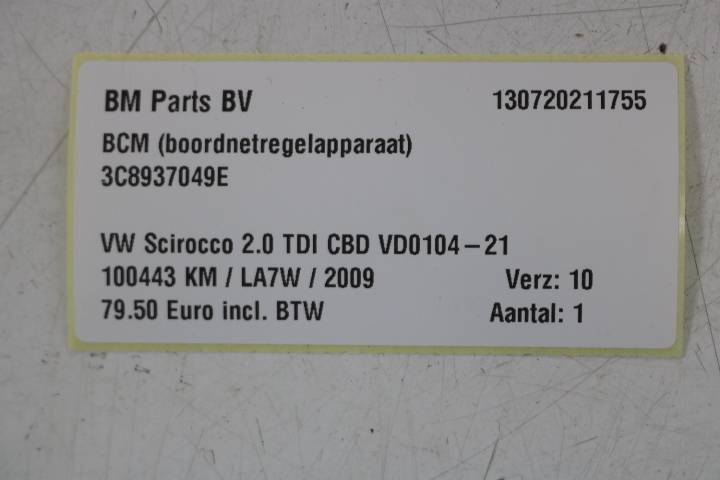 BM Parts BV 130720211755
BCM (boordnetregelapparaat)
3C8937049E
VW Scirocco 2.0 TDI CBD VD0104-21
100443 KM / LA7W / 2009 Verz: 10
79.50 Euro incl. BTW Aantal: 1